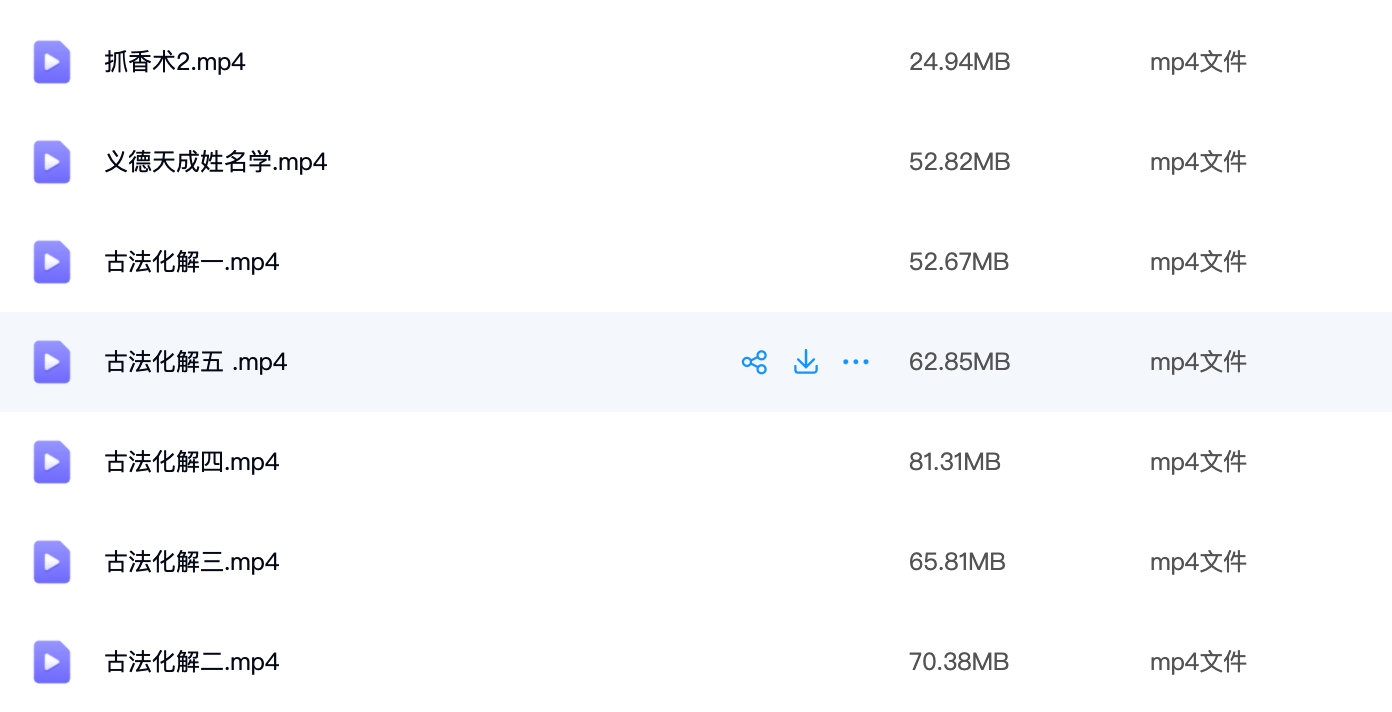 抓香术2.mp4 24.94MB mp4文件
义德天成姓名学.mp4 52.82MB mp4文件
古法化解一.mp4 52.67MB mp4文件
古法化解五 .mp4 62.85MB mp4文件
古法化解四.mp4 81.31MB mp4文件
古法化解三.mp4 65.81MB mp4文件
古法化解二.mp4 70.38MB mp4文件